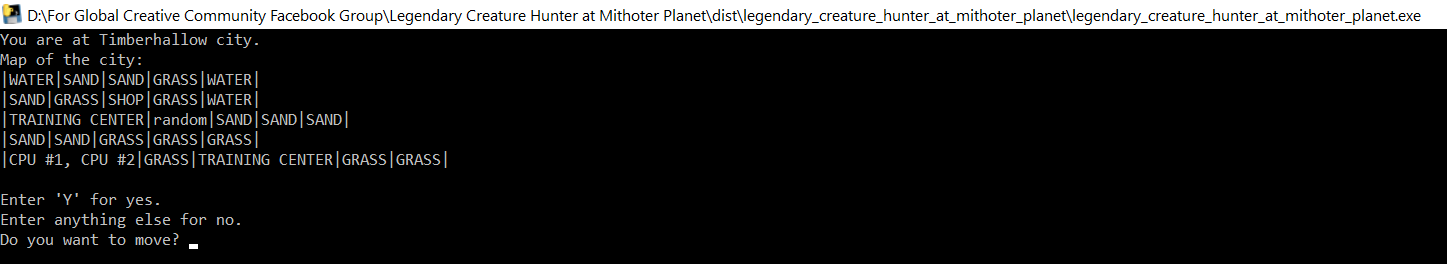 D:\For Global Creative Community Facebook Group\Legendary Creature Hunter at Mithoter Planet\dist\legendary_creature_hunter_at_mithoter_planet\legendary_creature_hunter_at_mithoter_planet.exe
You are at Timberhallow city.
Map of the city:
|WATER|SAND|SAND|GRASS|WATER|
|SAND|GRASS|SHOP|GRASS|WATER|
|TRAINING CENTER|random|SAND|SAND|SAND|
|SAND|SAND|GRASS|GRASS|GRASS|
|CPU #1, CPU #2|GRASS|TRAINING CENTER|GRASS|GRASS|
Enter 'Y' for yes.
Enter anything else for no.
Do you want to move?